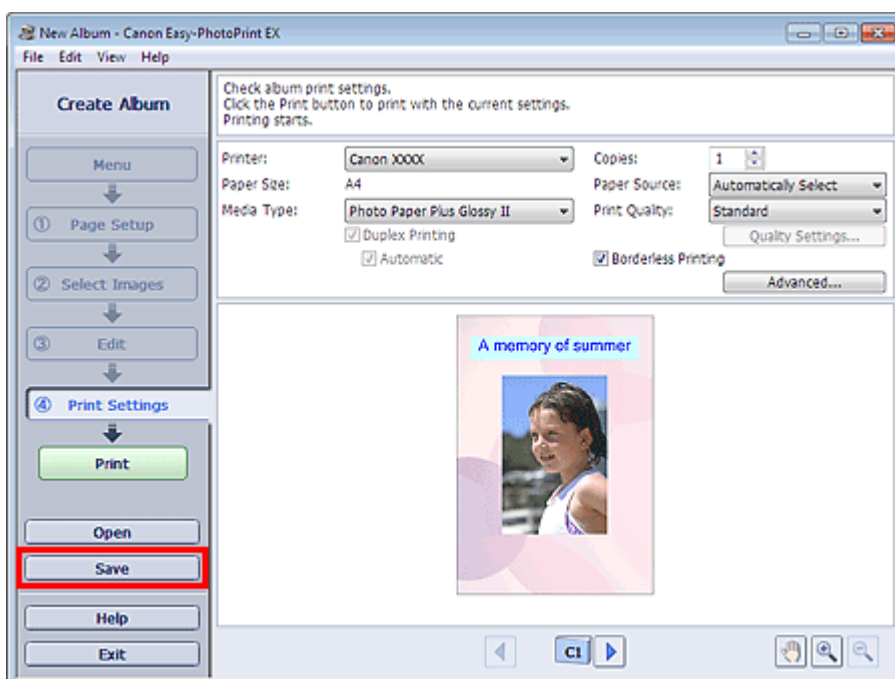 New Album - Canon Easy-PhotoPrint EX
File Edit View Help
Create Album
Menu
① Page Setup
② Select Images
③ Edit
④ Print Settings
Print
Open
Save
Help
Exit
Check album print settings.
Click the Print button to print with the current settings.
Printing starts.
Printer: Canon XXXX Copies: 1
Paper Size: A4 Paper Source: Automatically Select
Media Type: Photo Paper Plus Glossy II Print Quality: Standard
Duplex Printing Quality Settings...
Automatic Borderless Printing
Advanced...
A memory of summer
C1